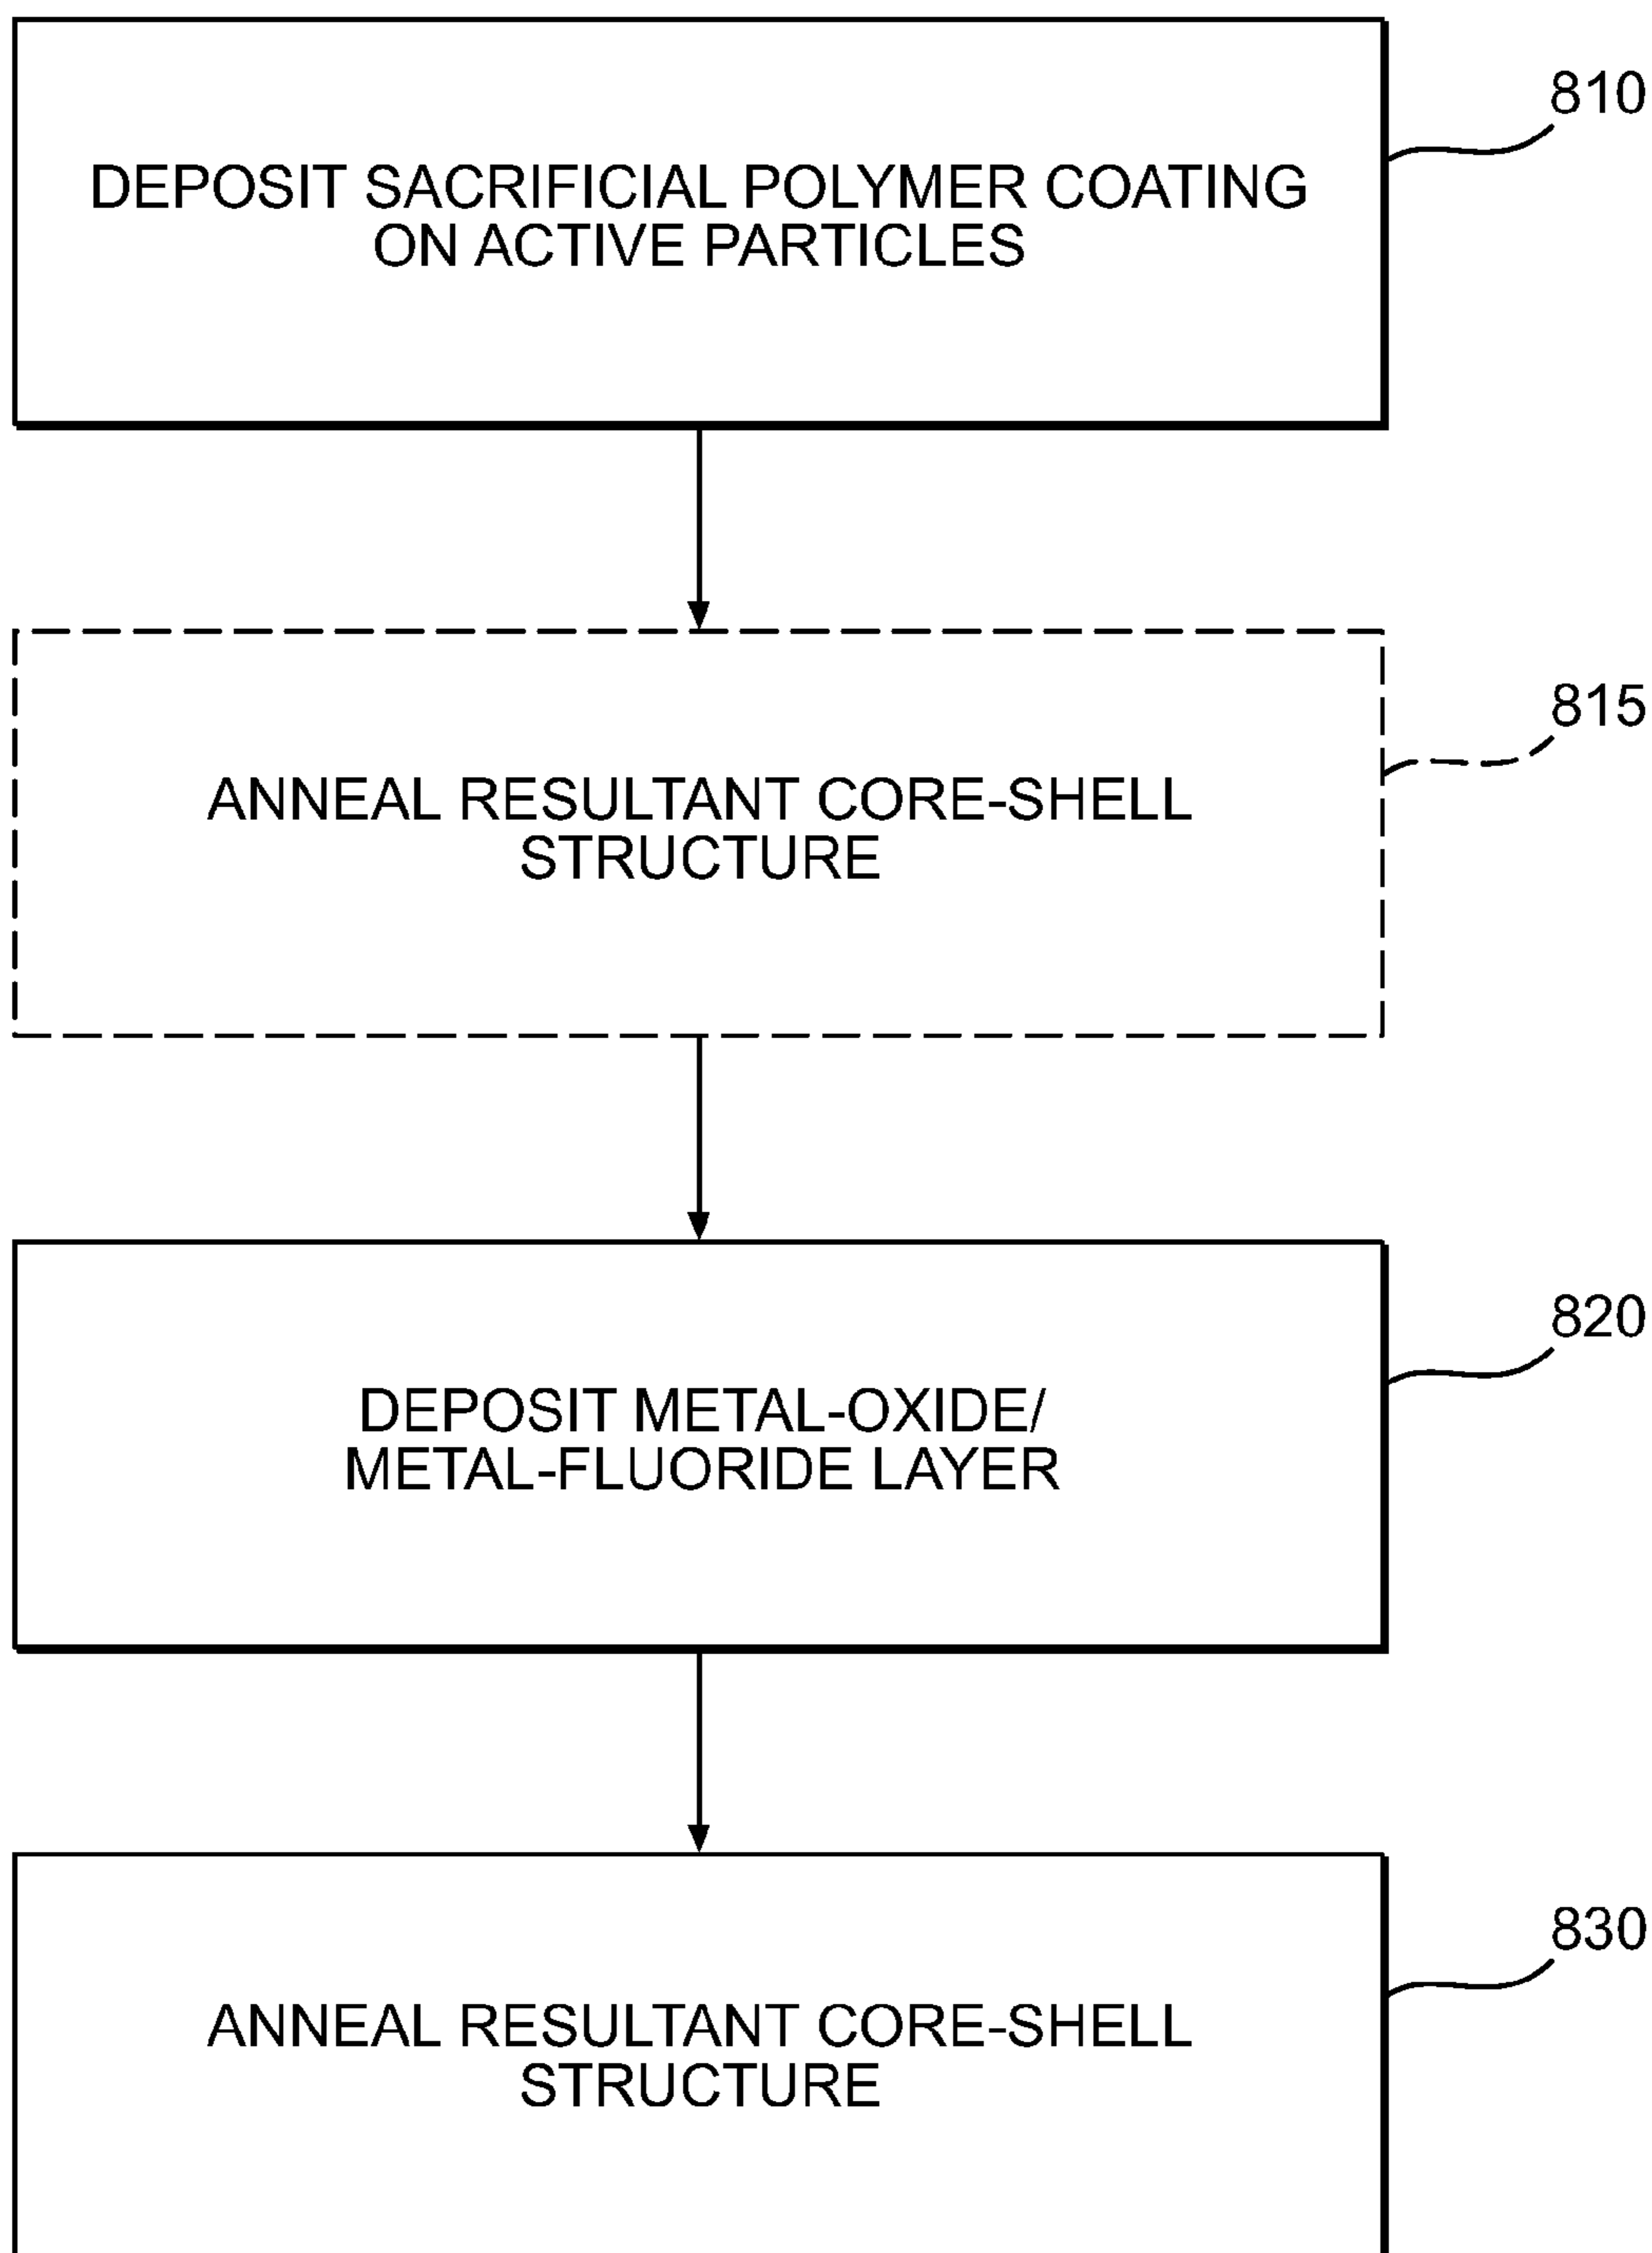 810
DEPOSIT SACRIFICIAL POLYMER COATING
ON ACTIVE PARTICLES
815
ANNEAL RESULTANT CORE-SHELL
STRUCTURE
820
DEPOSIT METAL-OXIDE/
METAL-FLUORIDE LAYER
830
ANNEAL RESULTANT CORE-SHELL
STRUCTURE